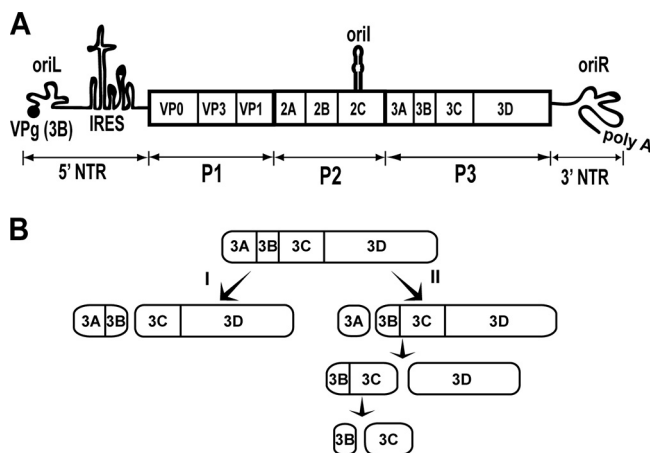 A
oriI
oriL
oriR
VP0 VP3 VP1 2A 2B 2C 3A 3B 3C 3D
VPg (3B)
IRES
poly A
5' NTR P1 P2 P3 3' NTR
B
3A 3B 3C 3D
I II
3A 3B 3C 3D 3A 3B 3C 3D
3B 3C 3D
3B 3C